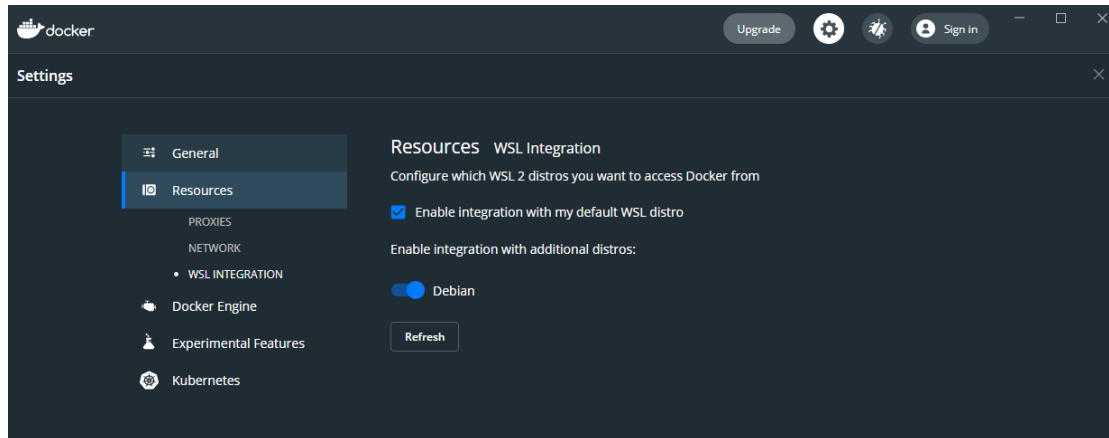 docker
Upgrade
Sign in
Settings
General
Resources
PROXIES
NETWORK
WSL INTEGRATION
Docker Engine
Experimental Features
Kubernetes
Resources WSL Integration
Configure which WSL 2 distros you want to access Docker from
Enable integration with my default WSL distro
Enable integration with additional distros:
Debian
Refresh